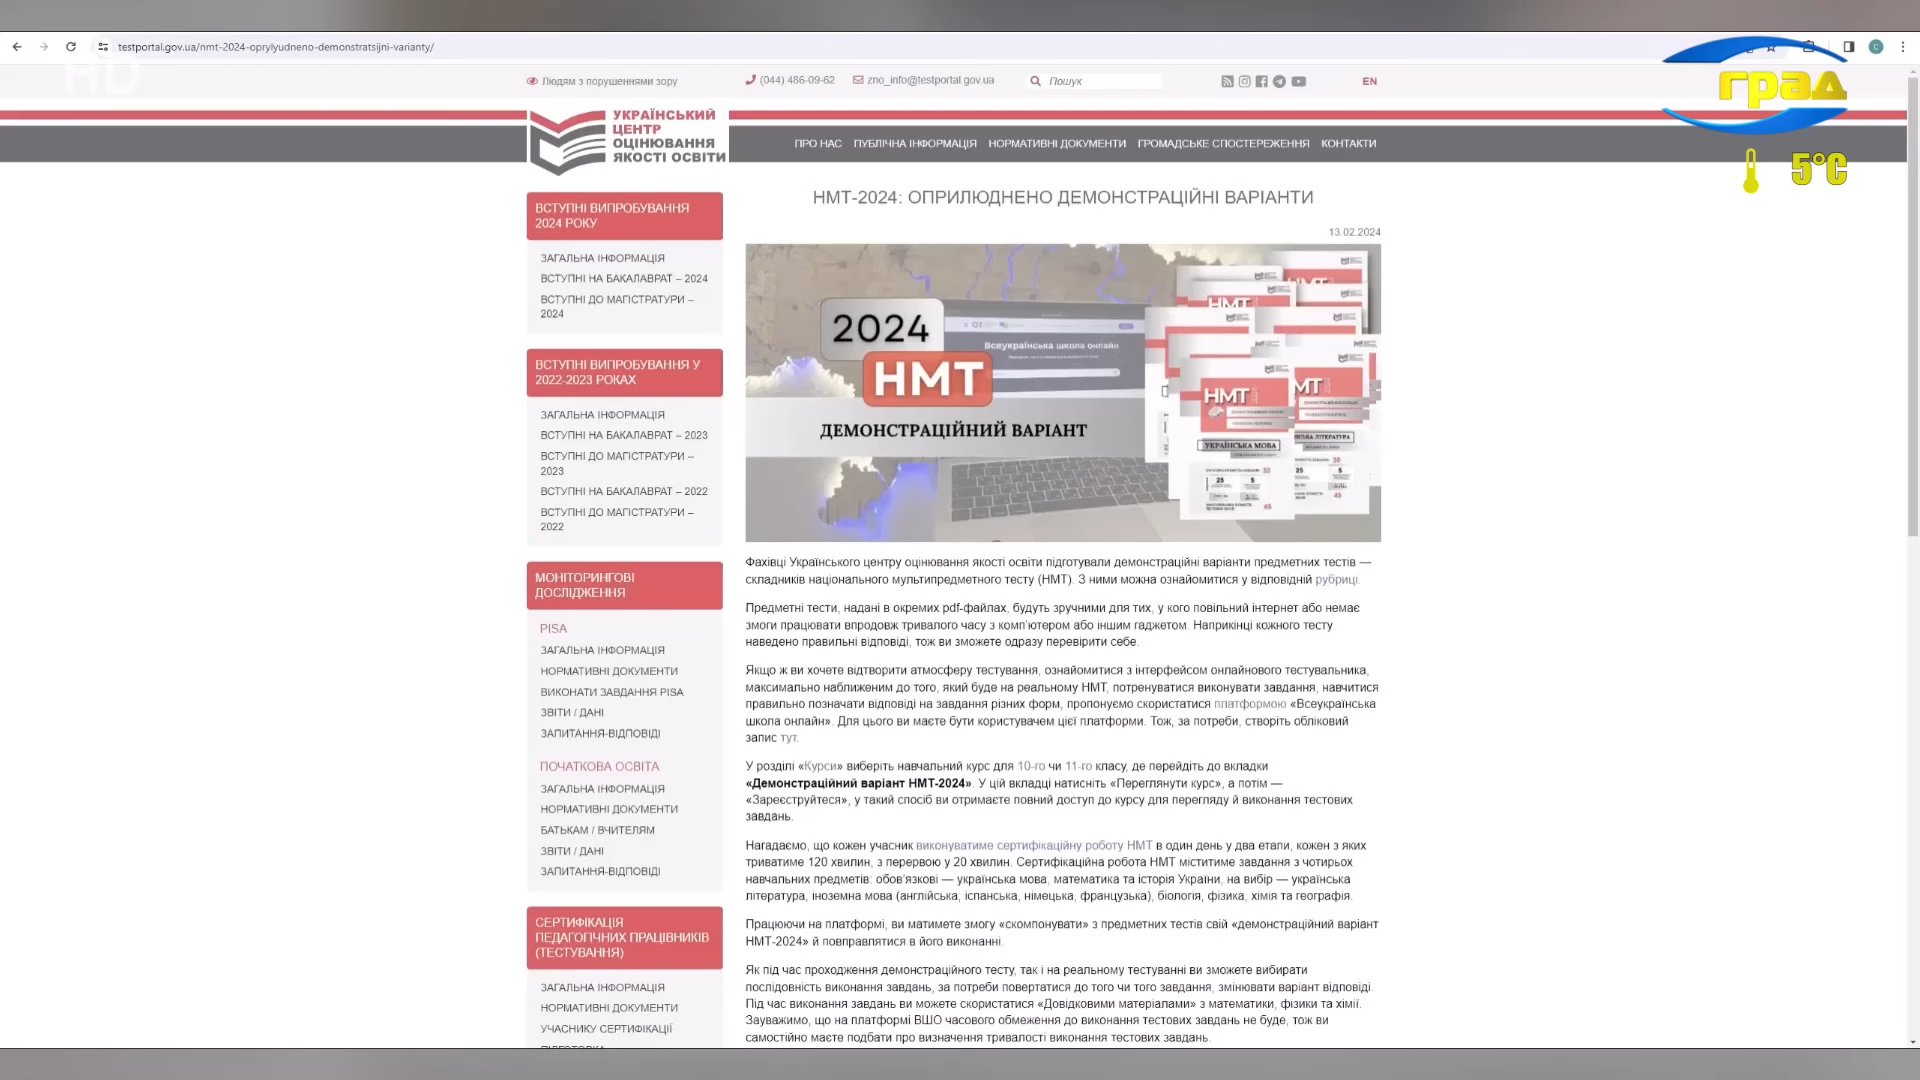 testportal.gov.ua/nmt-2024-oprylyudneno-demonstratsijni-varianty/
HD
град
5°C
Людям з порушеннями зору
(044) 486-09-62
zno_info@testportal.gov.ua
Пошук
EN
УКРАЇНСЬКИЙ
ЦЕНТР
ОЦІНЮВАННЯ
ЯКОСТІ ОСВІТИ
ПРО НАС ПУБЛІЧНА ІНФОРМАЦІЯ НОРМАТИВНІ ДОКУМЕНТИ ГРОМАДСЬКЕ СПОСТЕРЕЖЕННЯ КОНТАКТИ
ВСТУПНІ ВИПРОБУВАННЯ
2024 РОКУ
ЗАГАЛЬНА ІНФОРМАЦІЯ
ВСТУПНІ НА БАКАЛАВРАТ – 2024
ВСТУПНІ ДО МАГІСТРАТУРИ –
2024
ВСТУПНІ ВИПРОБУВАННЯ У
2022-2023 РОКАХ
ЗАГАЛЬНА ІНФОРМАЦІЯ
ВСТУПНІ НА БАКАЛАВРАТ – 2023
ВСТУПНІ ДО МАГІСТРАТУРИ –
2023
ВСТУПНІ НА БАКАЛАВРАТ – 2022
ВСТУПНІ ДО МАГІСТРАТУРИ –
2022
МОНІТОРИНГОВІ
ДОСЛІДЖЕННЯ
PISA
ЗАГАЛЬНА ІНФОРМАЦІЯ
НОРМАТИВНІ ДОКУМЕНТИ
ВИКОНАТИ ЗАВДАННЯ PISA
ЗВІТИ / ДАНІ
ЗАПИТАННЯ-ВІДПОВІДІ
ПОЧАТКОВА ОСВІТА
ЗАГАЛЬНА ІНФОРМАЦІЯ
НОРМАТИВНІ ДОКУМЕНТИ
БАТЬКАМ / ВЧИТЕЛЯМ
ЗВІТИ / ДАНІ
ЗАПИТАННЯ-ВІДПОВІДІ
СЕРТИФІКАЦІЯ
ПЕДАГОГІЧНИХ ПРАЦІВНИКІВ
(ТЕСТУВАННЯ)
ЗАГАЛЬНА ІНФОРМАЦІЯ
НОРМАТИВНІ ДОКУМЕНТИ
УЧАСНИКУ СЕРТИФІКАЦІЇ
ПІДГОТОВКА
НМТ-2024: ОПРИЛЮДНЕНО ДЕМОНСТРАЦІЙНІ ВАРІАНТИ
13.02.2024
2024
НМТ
ДЕМОНСТРАЦІЙНИЙ ВАРІАНТ
Всеукраїнська школа онлайн
НМТ
УКРАЇНСЬКА МОВА
Фахівці Українського центру оцінювання якості освіти підготували демонстраційні варіанти предметних тестів —
складників національного мультипредметного тесту (НМТ). З ними можна ознайомитися у відповідній рубриці.
Предметні тести, надані в окремих pdf-файлах, будуть зручними для тих, у кого повільний інтернет або немає
змоги працювати впродовж тривалого часу з комп’ютером або іншим гаджетом. Наприкінці кожного тесту
наведено правильні відповіді, тож ви зможете одразу перевірити себе.
Якщо ж ви хочете відтворити атмосферу тестування, ознайомитися з інтерфейсом онлайнового тестувальника,
максимально наближеним до того, який буде на реальному НМТ, потренуватися виконувати завдання, навчитися
правильно позначати відповіді на завдання різних форм, пропонуємо скористатися платформою «Всеукраїнська
школа онлайн». Для цього ви маєте бути користувачем цієї платформи. Тож, за потреби, створіть обліковий
запис тут.
У розділі «Курси» виберіть навчальний курс для 10-го чи 11-го класу, де перейдіть до вкладки
«Демонстраційний варіант НМТ-2024». У цій вкладці натисніть «Переглянути курс», а потім —
«Зареєструйтеся», у такий спосіб ви отримаєте повний доступ до курсу для перегляду й виконання тестових
завдань.
Нагадаємо, що кожен учасник виконуватиме сертифікаційну роботу НМТ в один день у два етапи, кожен з яких
триватиме 120 хвилин, з перервою у 20 хвилин. Сертифікаційна робота НМТ міститиме завдання з чотирьох
навчальних предметів: обов’язкові — українська мова, математика та історія України, на вибір — українська
література, іноземна мова (англійська, іспанська, німецька, французька), біологія, фізика, хімія та географія.
Працюючи на платформі, ви матимете змогу «скомпонувати» з предметних тестів свій «демонстраційний варіант
НМТ-2024» й повправлятися в його виконанні.
Як під час проходження демонстраційного тесту, так і на реальному тестуванні ви зможете вибирати
послідовність виконання завдань, за потреби повертатися до того чи того завдання, змінювати варіант відповіді.
Під час виконання завдань ви можете скористатися «Довідковими матеріалами» з математики, фізики та хімії.
Зауважимо, що на платформі ВШО часового обмеження до виконання тестових завдань не буде, тож ви
самостійно маєте подбати про визначення тривалості виконання тестових завдань.